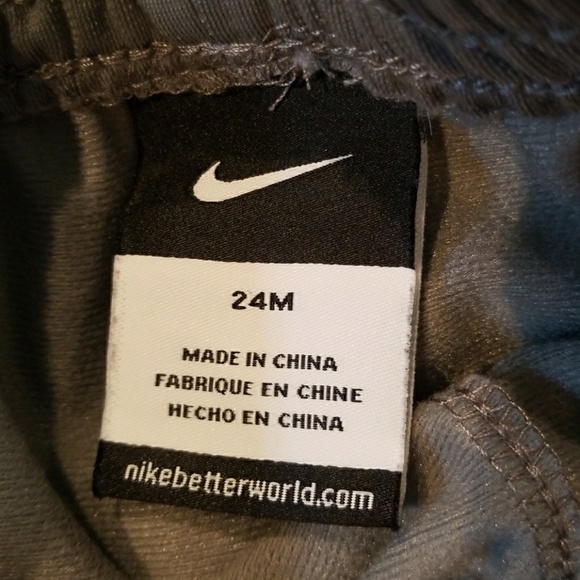 24M
MADE IN CHINA
FABRIQUE EN CHINE
HECHO EN CHINA
nikebetterworld.com